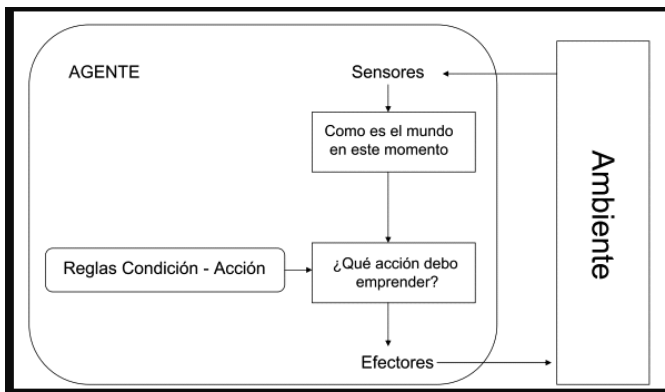 AGENTE
Sensores
Como es el mundo
en este momento
Reglas Condición - Acción
¿Qué acción debo
emprender?
Efectores
Ambiente